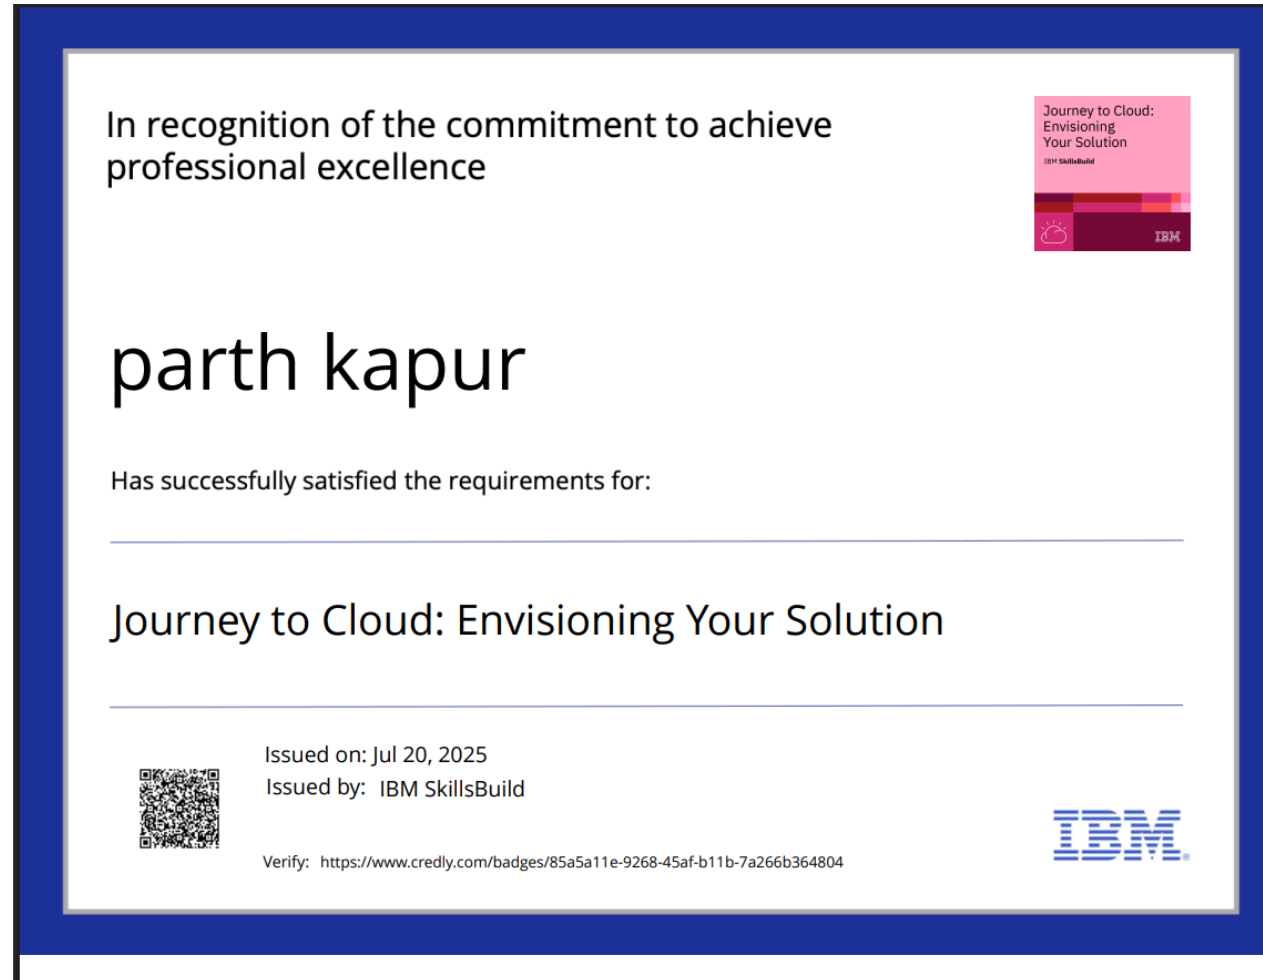 In recognition of the commitment to achieve
professional excellence
Journey to Cloud:
Envisioning
Your Solution
IBM SkillsBuild
IBM
parth kapur
Has successfully satisfied the requirements for:
Journey to Cloud: Envisioning Your Solution
Issued on: Jul 20, 2025
Issued by: IBM SkillsBuild
IBM®
Verify: https://www.credly.com/badges/85a5a11e-9268-45af-b11b-7a266b364804